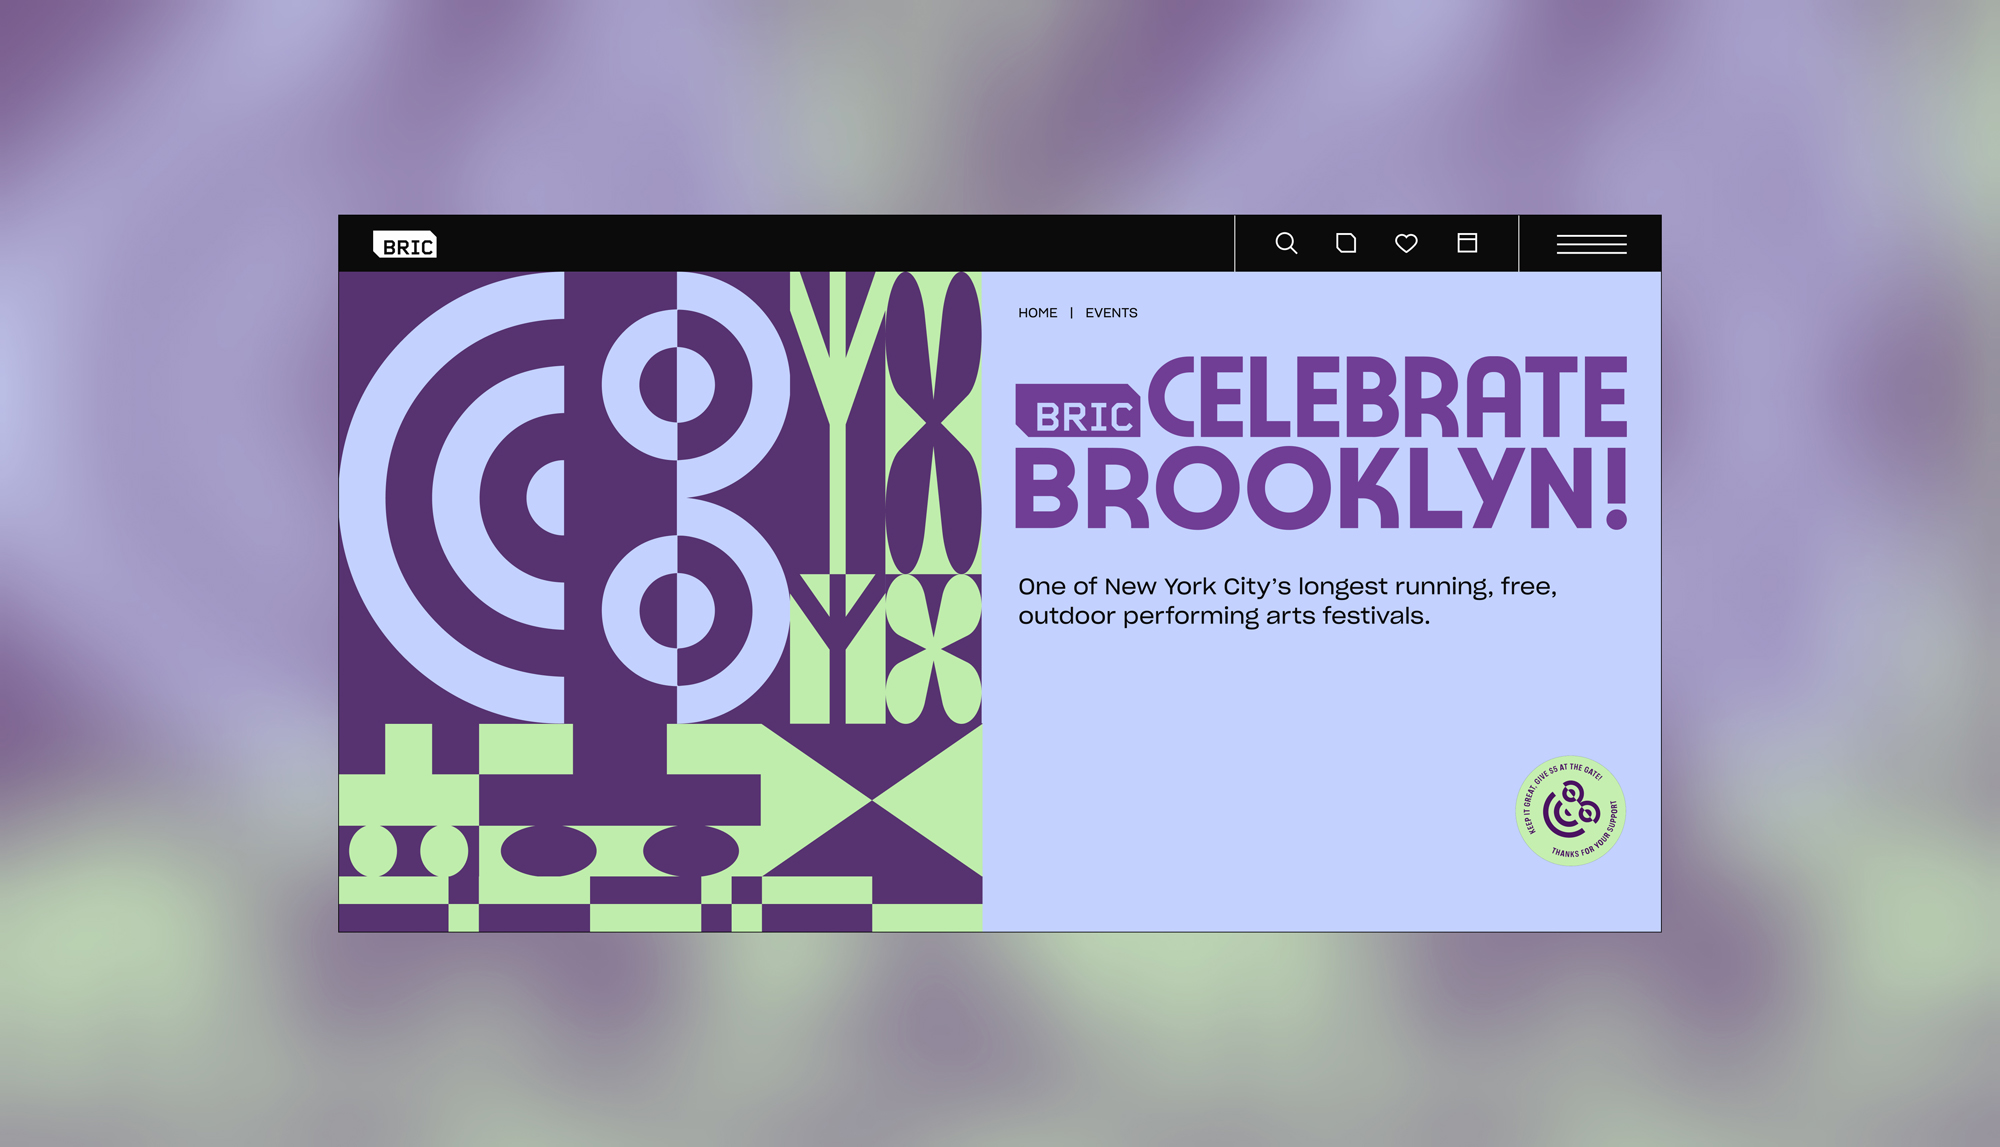 BRIC
HOME | EVENTS
BRIC CELEBRATE
BROOKLYN!
One of New York City’s longest running, free,
outdoor performing arts festivals.
KEEP IT GREAT, GIVE $5 AT THE GATE!
THANKS FOR YOUR SUPPORT